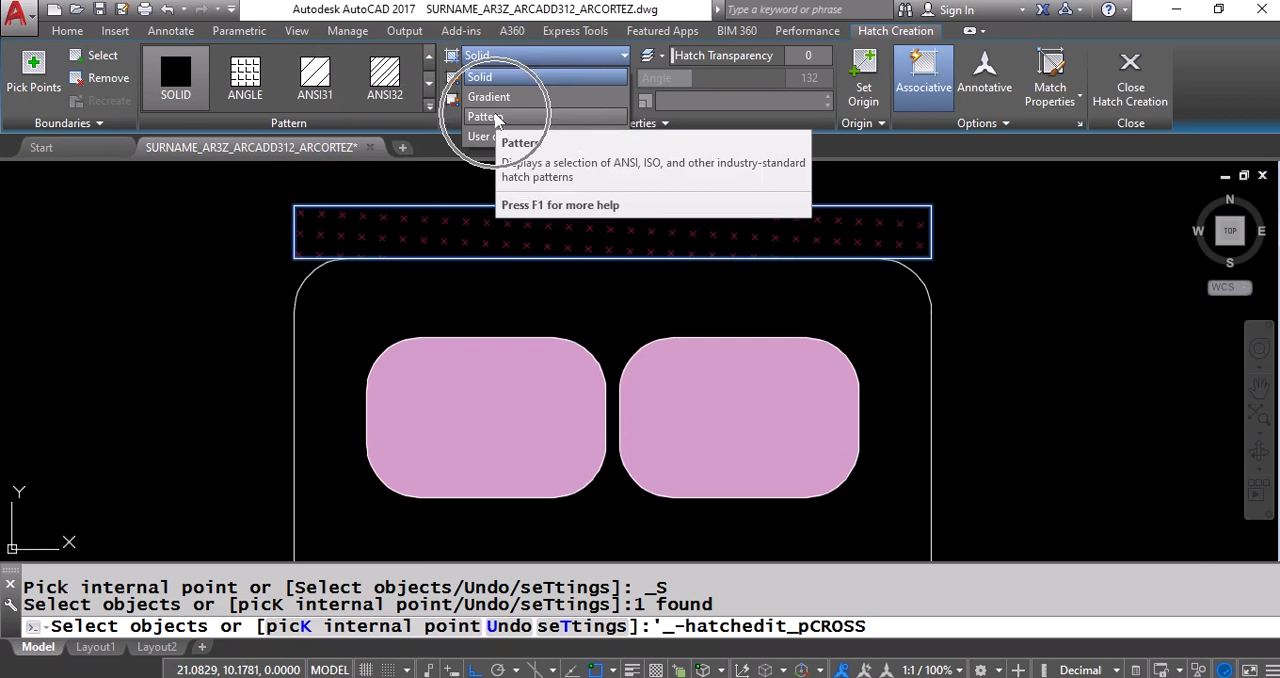 Autodesk AutoCAD 2017 SURNAME_AR3Z_ARCADD312_ARCORTEZ.dwg
Type a keyword or phrase
Sign In
Home Insert Annotate Parametric View Manage Output Add-ins A360 Express Tools Featured Apps BIM 360 Performance Hatch Creation
Pick Points
Select
Remove
Recreate
Boundaries
SOLID
ANGLE
ANSI31
ANSI32
Pattern
Solid
Solid
Gradient
Pattern
User
Hatch Transparency 0
Angle 132
erties
Set
Origin
Origin
Associative
Annotative
Match
Properties
Options
Close
Hatch Creation
Close
Start
SURNAME_AR3Z_ARCADD312_ARCORTEZ*
Pattern
Displays a selection of ANSI, ISO, and other industry-standard
hatch patterns
Press F1 for more help
N
W
TOP
E
S
WCS
Y
X
Pick internal point or [Select objects/Undo/seTtings]: _S
Select objects or [picK internal point/Undo/seTtings]:1 found
Select objects or [picK internal point Undo seTtings]:'_-hatchedit_pCROSS
Model Layout1 Layout2
21.0829, 10.1781, 0.0000 MODEL 1:1 / 100% Decimal